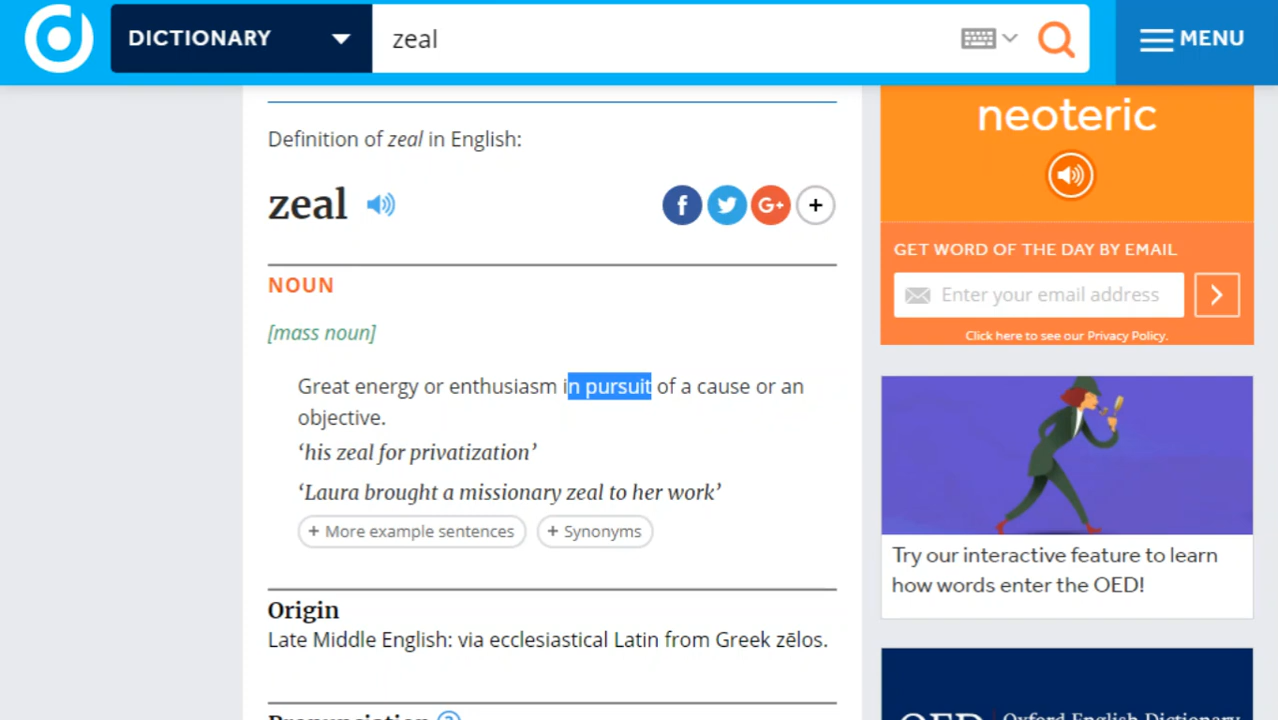 DICTIONARY
zeal
MENU
Definition of zeal in English:
zeal
f
G+
+
NOUN
[mass noun]
Great energy or enthusiasm in pursuit of a cause or an
objective.
‘his zeal for privatization’
‘Laura brought a missionary zeal to her work’
+ More example sentences
+ Synonyms
Origin
Late Middle English: via ecclesiastical Latin from Greek zēlos.
Pronunciation ?
neoteric
GET WORD OF THE DAY BY EMAIL
Enter your email address
Click here to see our Privacy Policy.
Try our interactive feature to learn
how words enter the OED!
OED | Oxford English Dictionary